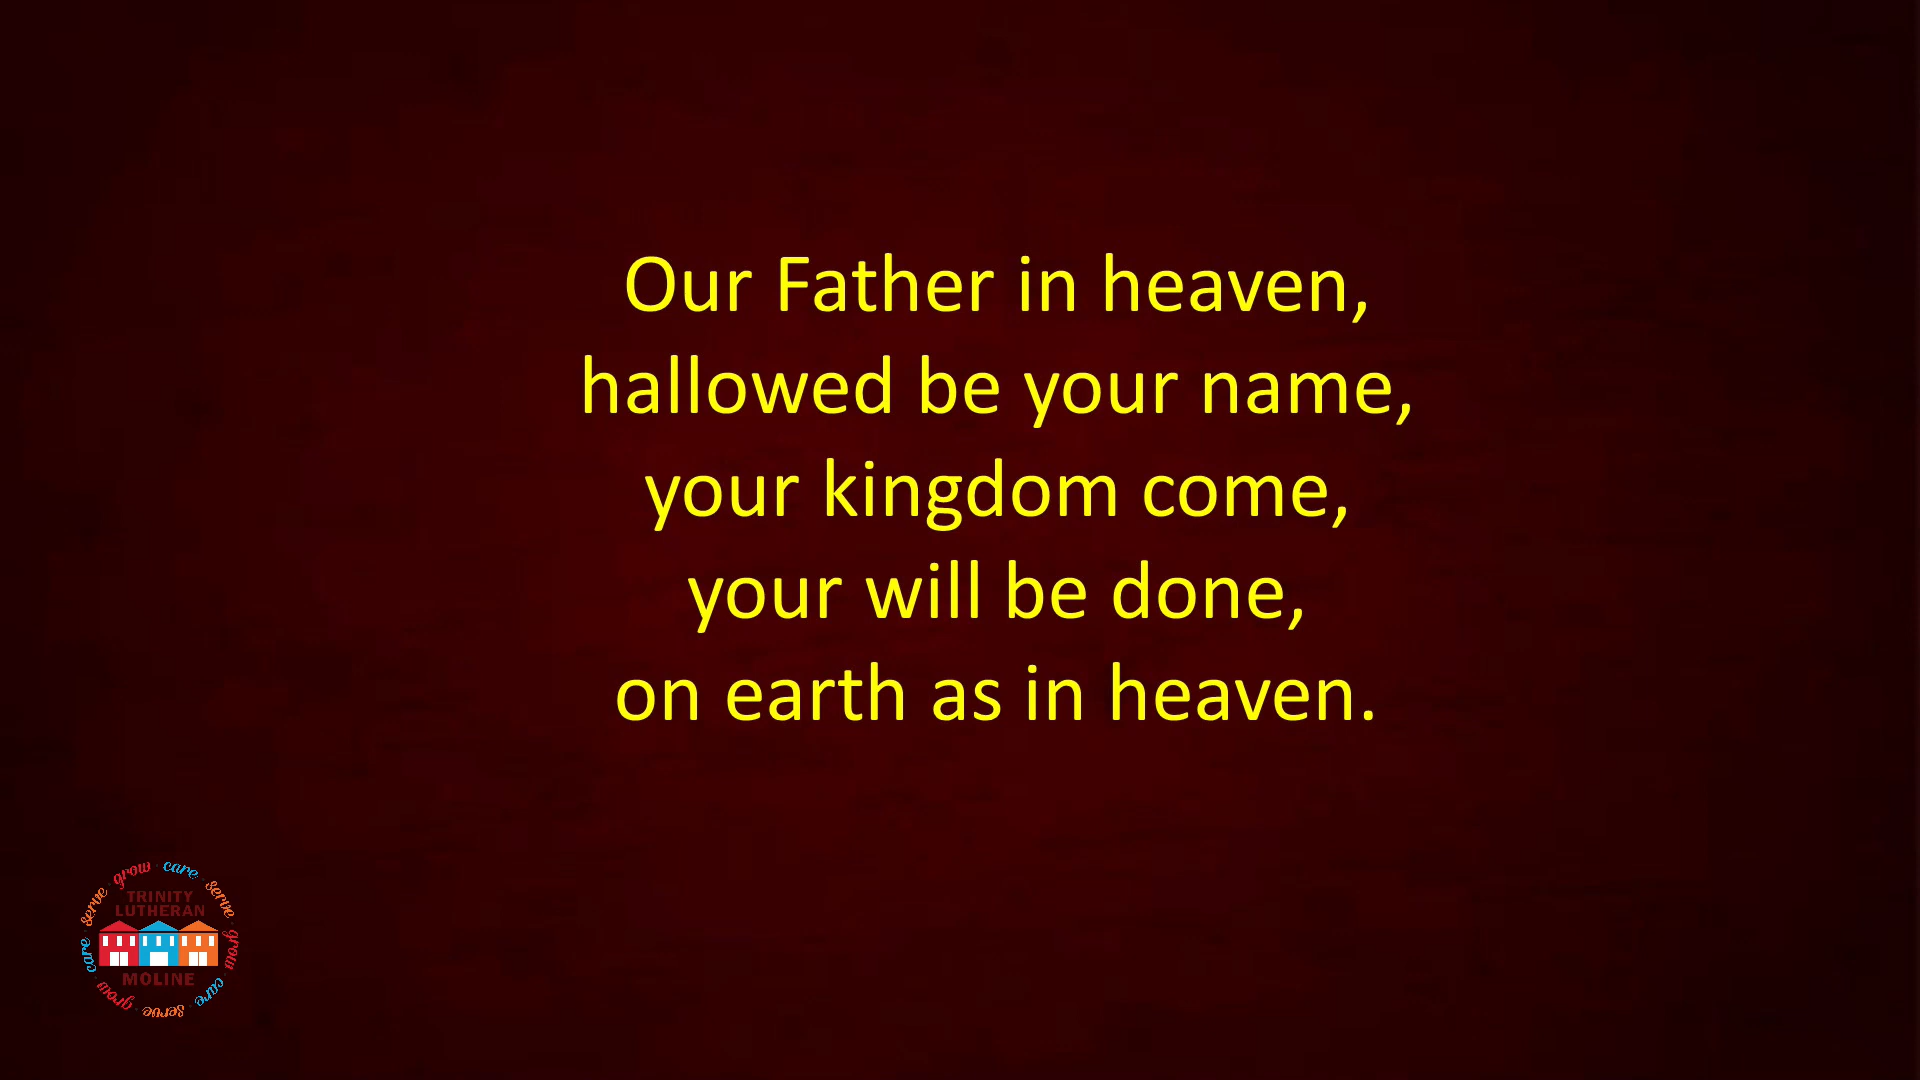 Our Father in heaven,
hallowed be your name,
your kingdom come,
your will be done,
on earth as in heaven.
serve · grow · care · serve · grow · care · serve · grow · care
TRINITY
LUTHERAN
MOLINE